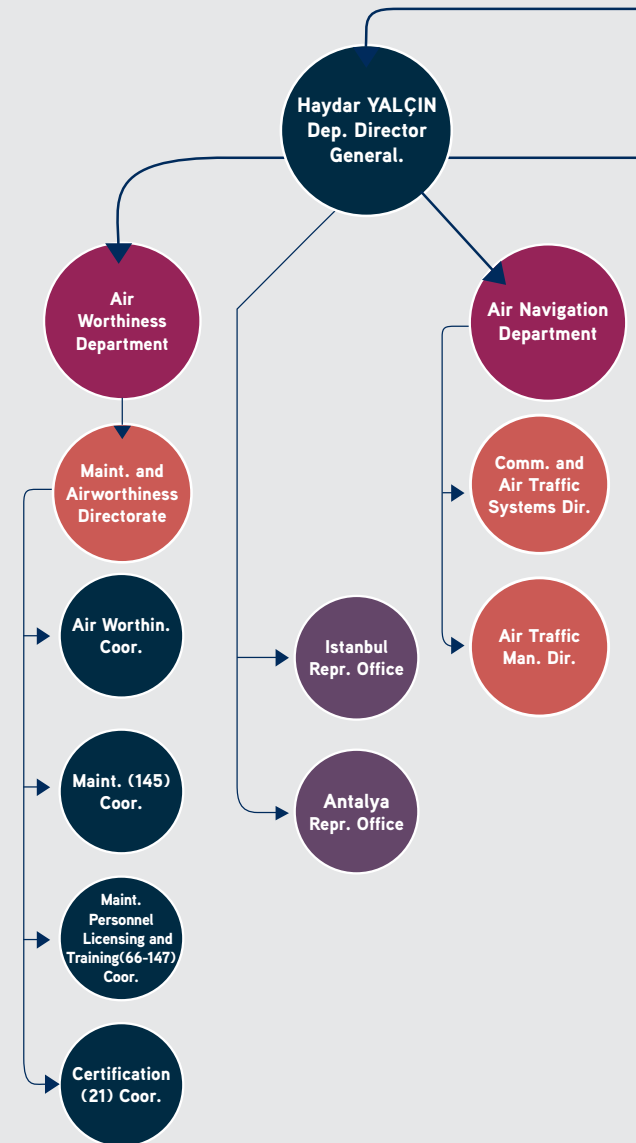 Haydar YALÇIN
Dep. Director
General.
Air
Worthiness
Department
Air Navigation
Department
Maint. and
Airworthiness
Directorate
Comm. and
Air Traffic
Systems Dir.
Air Worthin.
Coor.
Istanbul
Repr. Office
Air Traffic
Man. Dir.
Maint. (145)
Coor.
Antalya
Repr. Office
Maint.
Personnel
Licensing and
Training(66-147)
Coor.
Certification
(21) Coor.